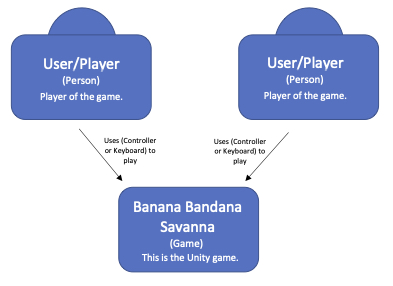 User/Player
(Person)
Player of the game.
User/Player
(Person)
Player of the game.
Uses (Controller
or Keyboard) to
play
Uses (Controller
or Keyboard) to
play
Banana Bandana
Savanna
(Game)
This is the Unity game.